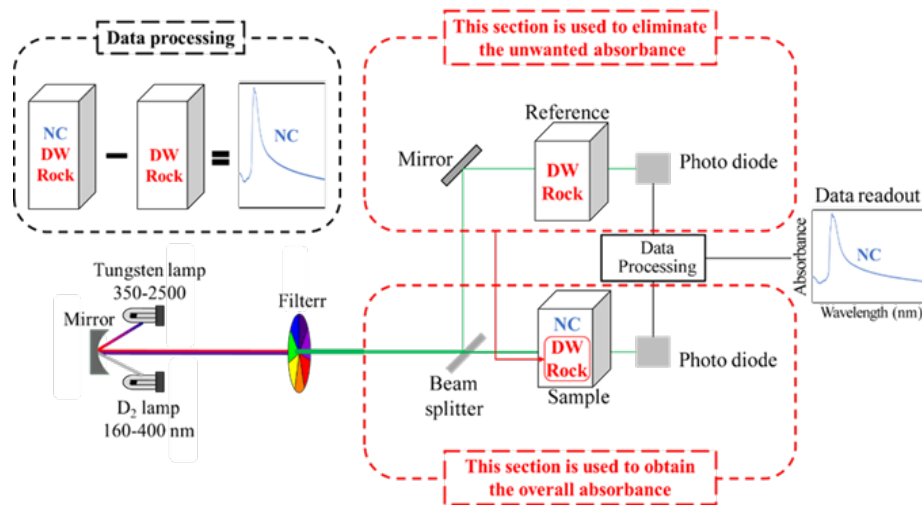 Data processing
NC
DW
Rock
DW
Rock
NC
This section is used to eliminate
the unwanted absorbance
Reference
Mirror
DW
Rock
Photo diode
Data readout
Absorbance
NC
Wavelength (nm)
Data
Processing
Tungsten lamp
350-2500
Mirror
Filterr
D₂ lamp
160-400 nm
Beam
splitter
NC
DW
Rock
Sample
Photo diode
This section is used to obtain
the overall absorbance